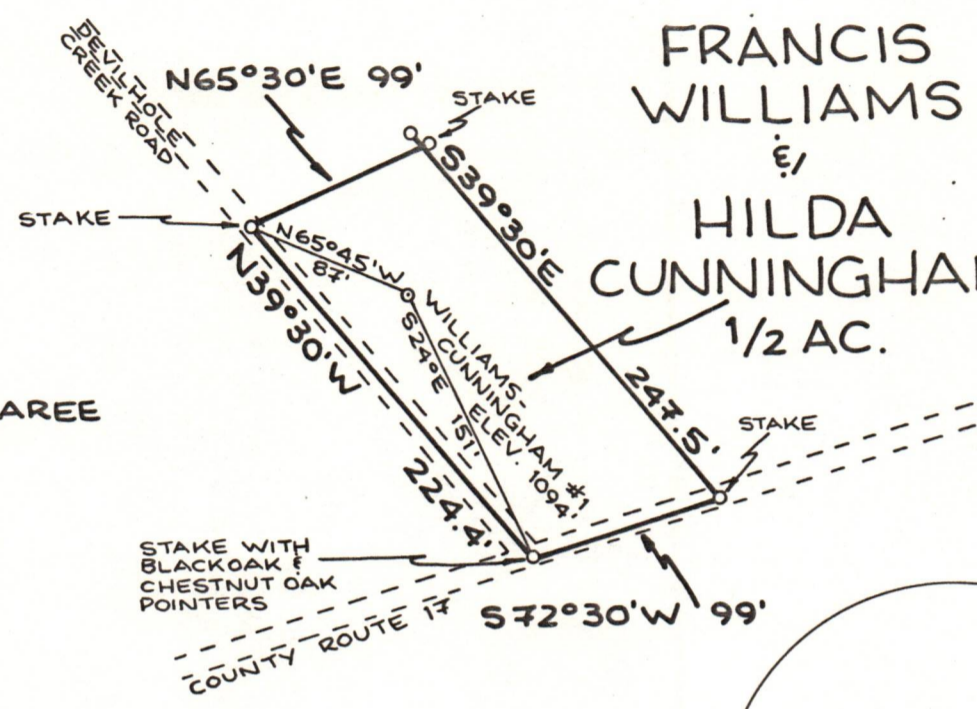 DEVILHOLE
CREEK ROAD
N65°30'E 99'
STAKE
FRANCIS
WILLIAMS
&
HILDA
CUNNINGHA
1/2 AC.
STAKE
N65°45'W
87'
S39°30'E
247.5'
N39°30'W
224.4'
S24°E 151'
WILLIAMS-
CUNNINGHAM #1
ELEV. 1094'
AREE
STAKE
STAKE WITH
BLACKOAK &
CHESTNUT OAK
POINTERS
S72°30'W 99'
COUNTY ROUTE 17